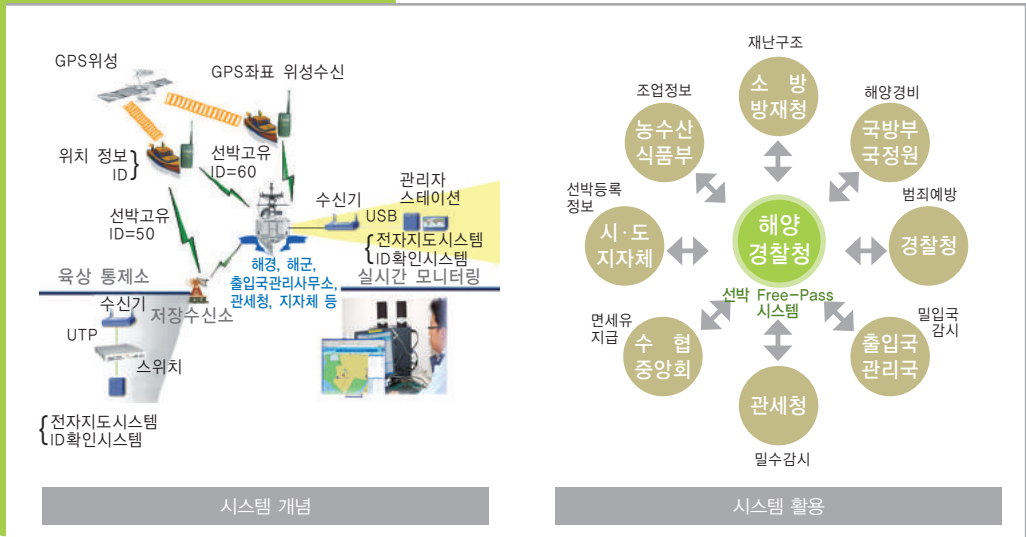 GPS위성
GPS좌표 위성수신
위치 정보
ID
선박고유
ID=60
선박고유
ID=50
수신기
USB
관리자
스테이션
전자지도시스템
ID확인시스템
실시간 모니터링
해경, 해군,
출입국관리사무소,
관세청, 지자체 등
육상 통제소
수신기
저장수신소
UTP
스위치
전자지도시스템
ID확인시스템
시스템 개념
재난구조
소 방
방재청
조업정보
농수산
식품부
해양경비
국방부
국정원
선박등록
정보
시·도
지자체
해양
경찰청
선박 Free-Pass
시스템
범죄예방
경찰청
면세유
지급
수 협
중앙회
밀입국
감시
출입국
관리국
관세청
밀수감시
시스템 활용